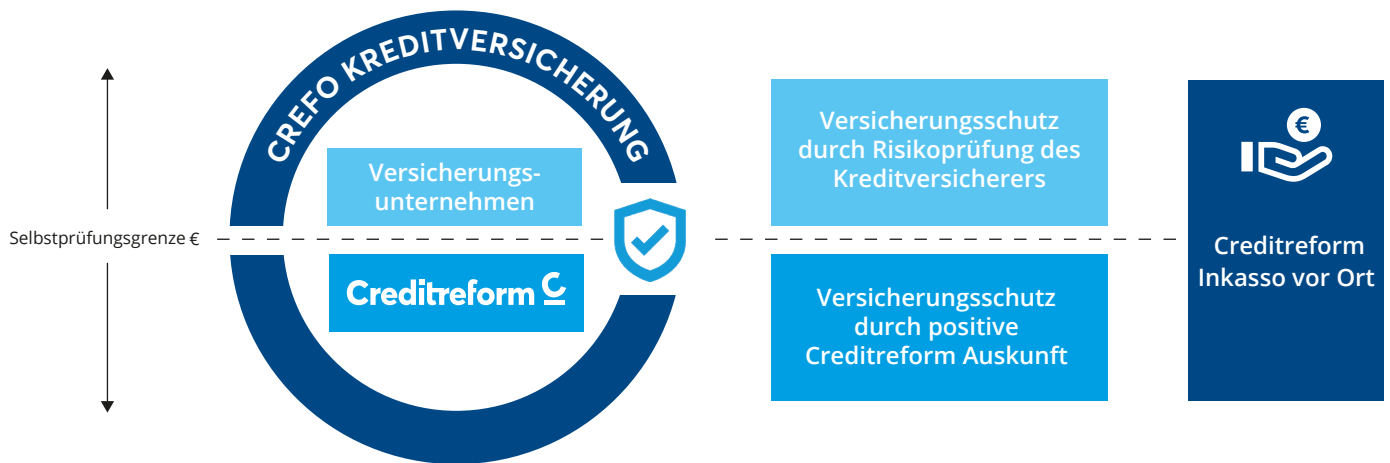 CREFO KREDITVERSICHERUNG
Versicherungs-
unternehmen
Selbstprüfungsgrenze €
Creditreform C
Versicherungsschutz
durch Risikoprüfung des
Kreditversicherers
Versicherungsschutz
durch positive
Creditreform Auskunft
€
Creditreform
Inkasso vor Ort